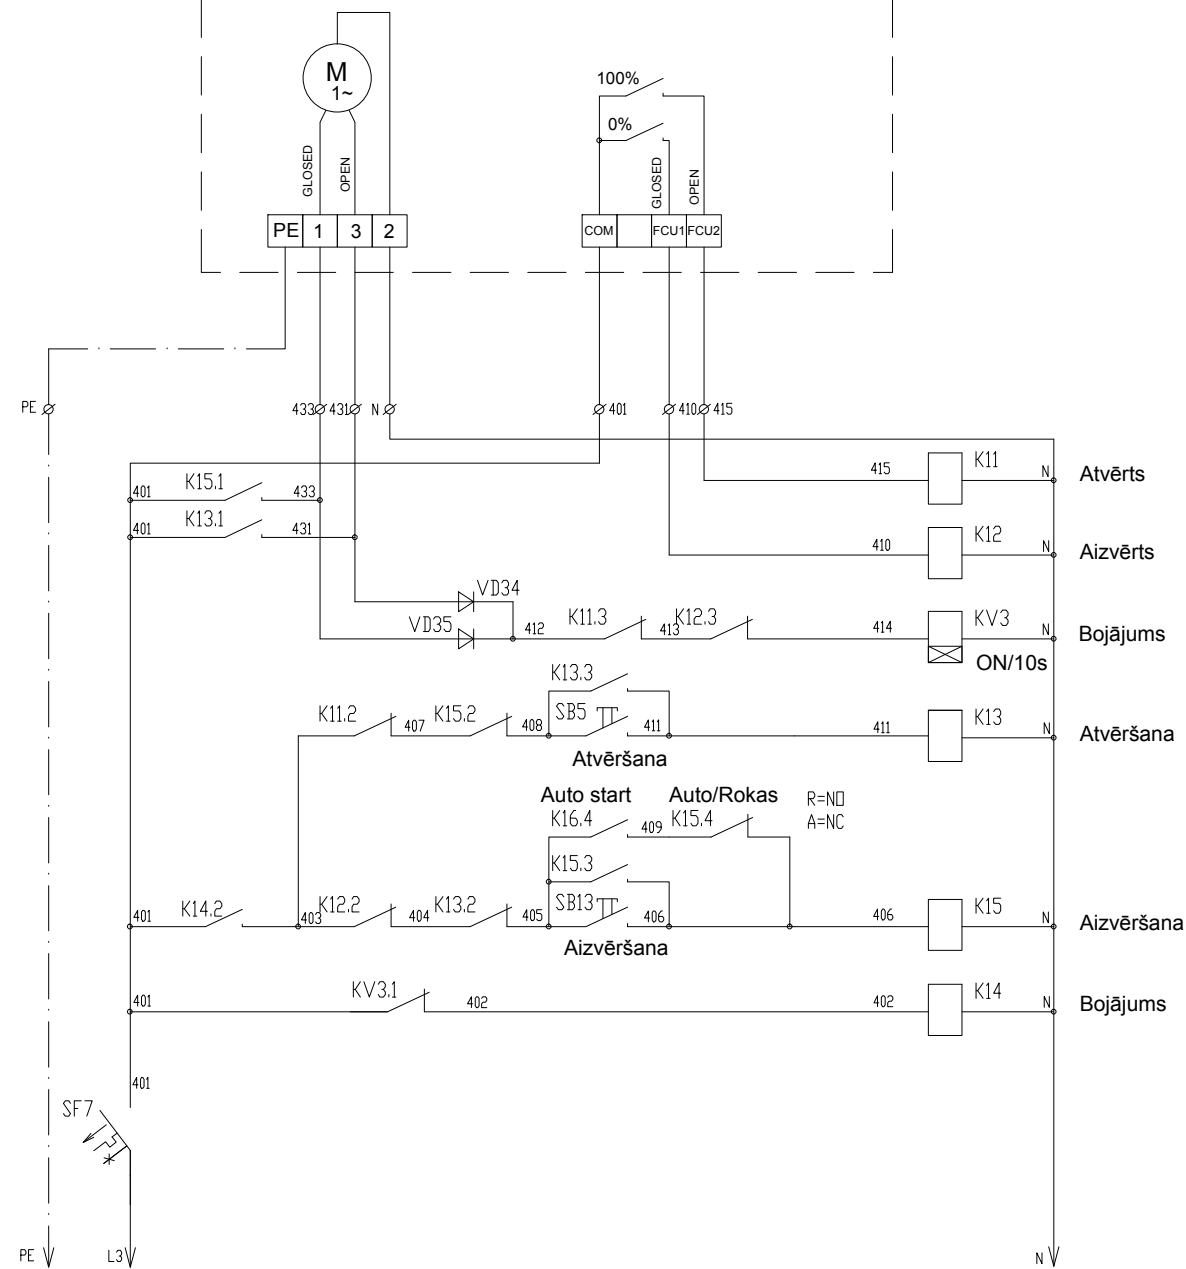 M
1~
100%
0%
GLOSED
OPEN
GLOSED
OPEN
PE 1 3 2
COM FCU1 FCU2
PE 433 431 N 401 410 415
401 K15.1 433
415 K11 N Atvērts
401 K13.1 431
410 K12 N Aizvērts
VD34
VD35 412 K11.3 413 K12.3 414 KV3 N Bojājums
ON/10s
K13.3
K11.2 407 K15.2 408 SB5 411 411 K13 N Atvēršana
Atvēršana
Auto start Auto/Rokas R=NO
K16.4 409 K15.4 A=NC
K15.3
401 K14.2 403 K12.2 404 K13.2 405 SB13 406 406 K15 N Aizvēršana
Aizvēršana
401 KV3.1 402 402 K14 N Bojājums
401
SF7
PE L3 N